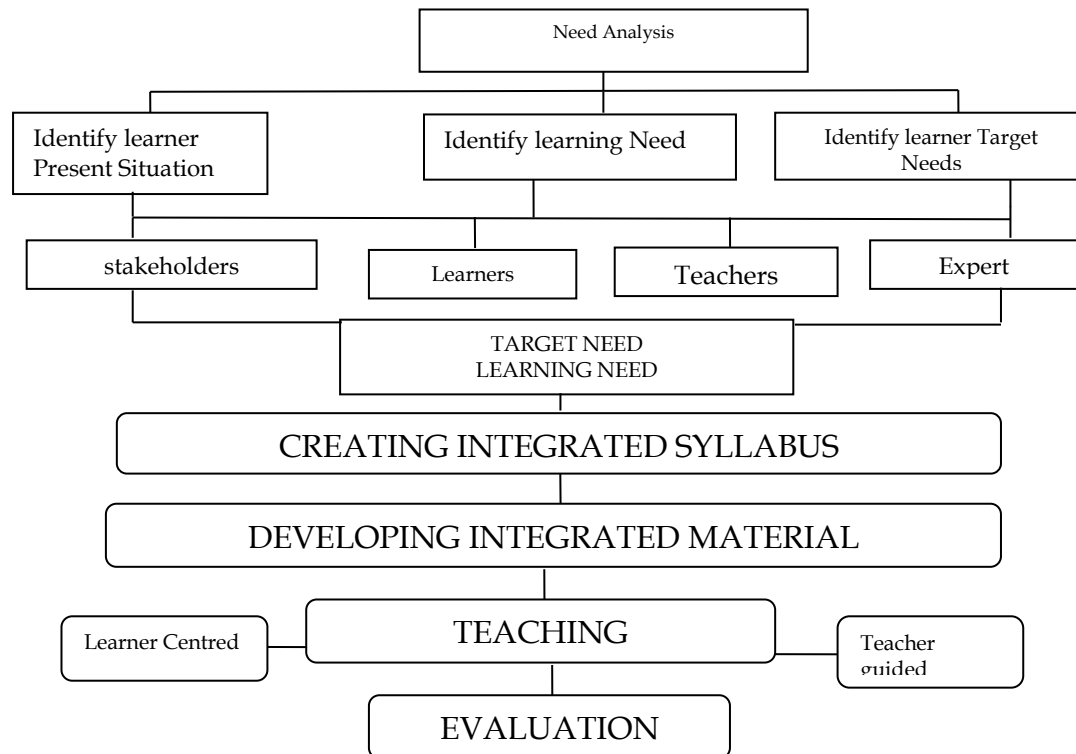 Need Analysis
Identify learner
Present Situation
Identify learning Need
Identify learner Target
Needs
stakeholders
Learners
Teachers
Expert
TARGET NEED
LEARNING NEED
CREATING INTEGRATED SYLLABUS
DEVELOPING INTEGRATED MATERIAL
Learner Centred
TEACHING
Teacher
guided
EVALUATION